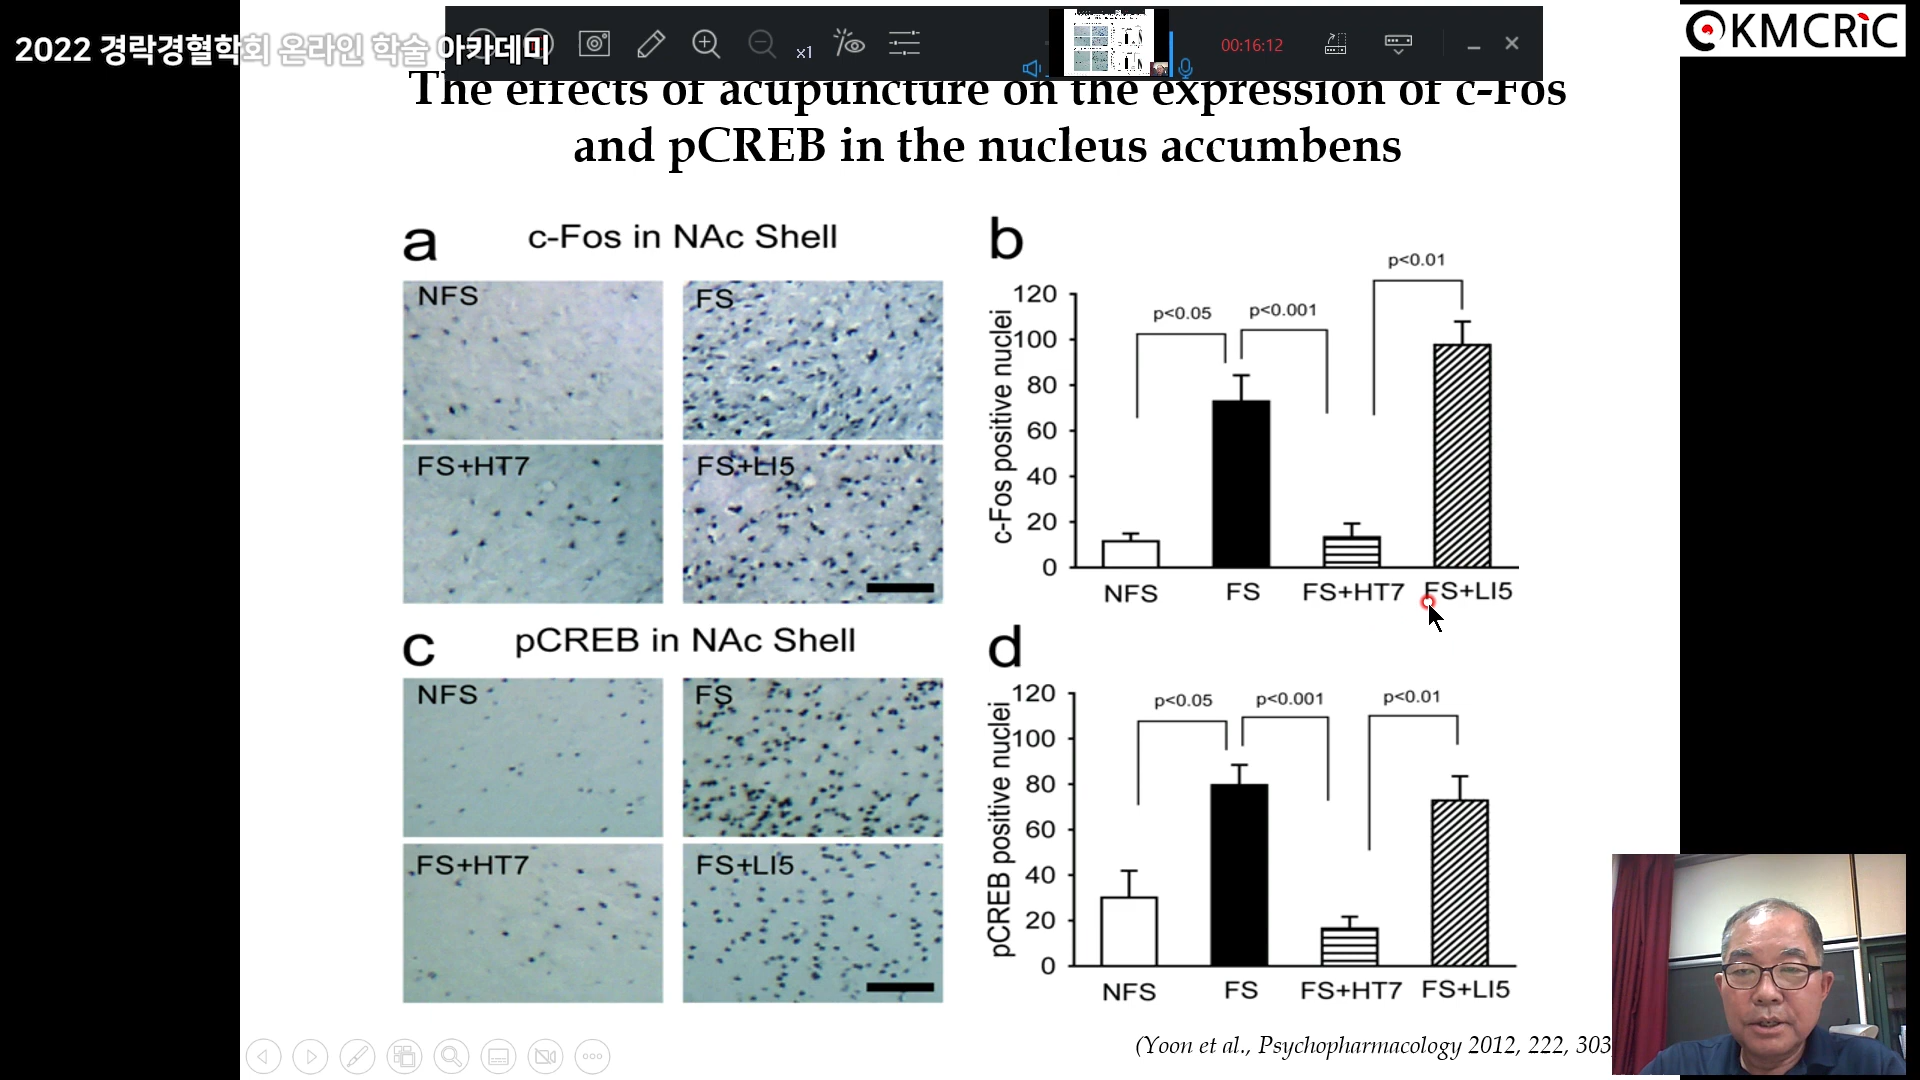 2022 경락경혈학회 온라인 학술 아카데미
x1
00:16:12
KMCRiC
The effects of acupuncture on the expression of c-Fos
and pCREB in the nucleus accumbens
a
c-Fos in NAc Shell
NFS
FS
FS+HT7
FS+LI5
b
p<0.01
p<0.05
p<0.001
c-Fos positive nuclei
120
100
80
60
40
20
0
NFS
FS
FS+HT7
FS+LI5
c
pCREB in NAc Shell
NFS
FS
FS+HT7
FS+LI5
d
p<0.05
p<0.001
p<0.01
pCREB positive nuclei
120
100
80
60
40
20
0
NFS
FS
FS+HT7
FS+LI5
(Yoon et al., Psychopharmacology 2012, 222, 303